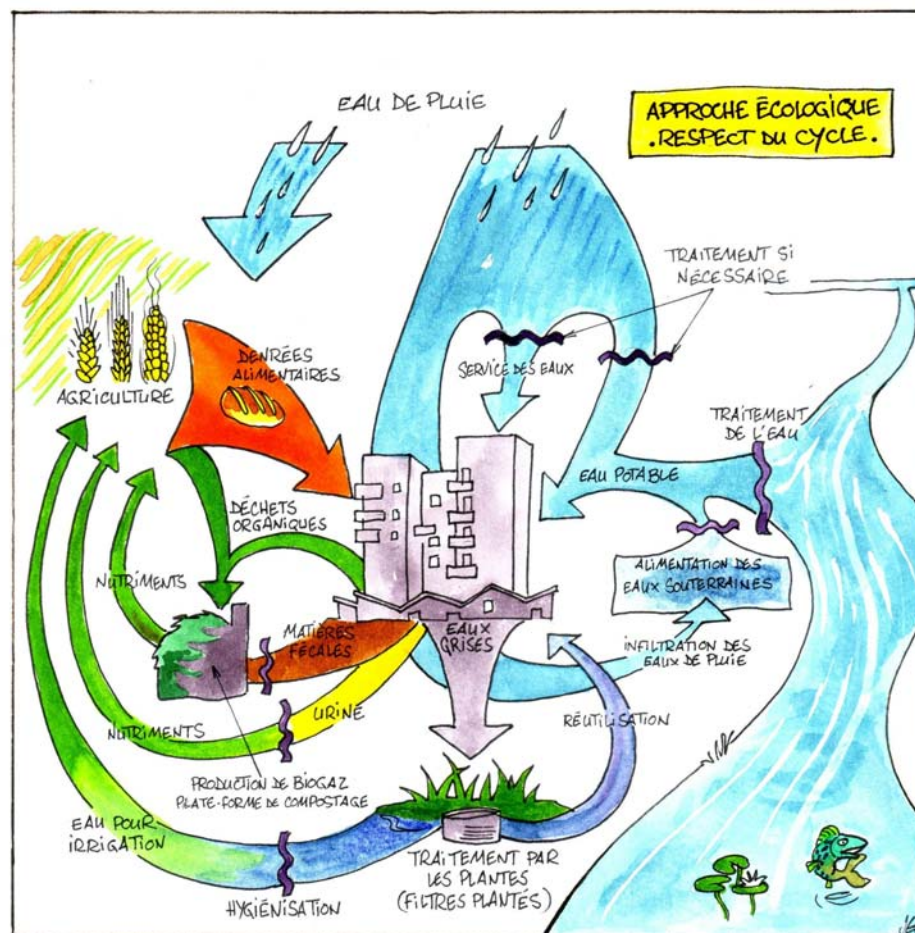 EAU DE PLUIE
APPROCHE ÉCOLOGIQUE
. RESPECT DU CYCLE .
TRAITEMENT SI
NÉCESSAIRE
DENRÉES
ALIMENTAIRES
SERVICE DES EAUX
AGRICULTURE
TRAITEMENT
DE L'EAU
EAU POTABLE
DÉCHETS
ORGANIQUES
ALIMENTATION DES
EAUX SOUTERRAINES
NUTRIMENTS
MATIÈRES
FÉCALES
EAUX
GRISES
INFILTRATION DES
EAUX DE PLUIE
URINE
RÉUTILISATION
NUTRIMENTS
PRODUCTION DE BIOGAZ
PLATE-FORME DE COMPOSTAGE
EAU POUR
IRRIGATION
TRAITEMENT PAR
LES PLANTES
(FILTRES PLANTÉS)
HYGIÉNISATION